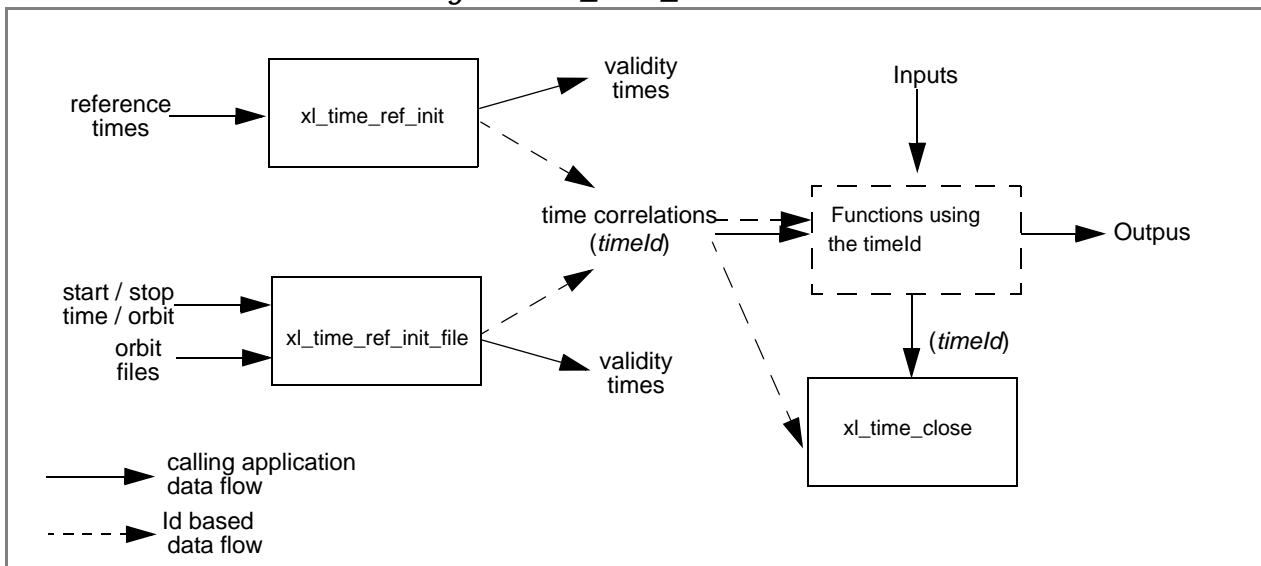 reference
times
xl_time_ref_init
validity
times
Inputs
time correlations
(timeId)
Functions using
the timeId
Outpus
start / stop
time / orbit
orbit
files
xl_time_ref_init_file
validity
times
(timeId)
xl_time_close
calling application
data flow
Id based
data flow